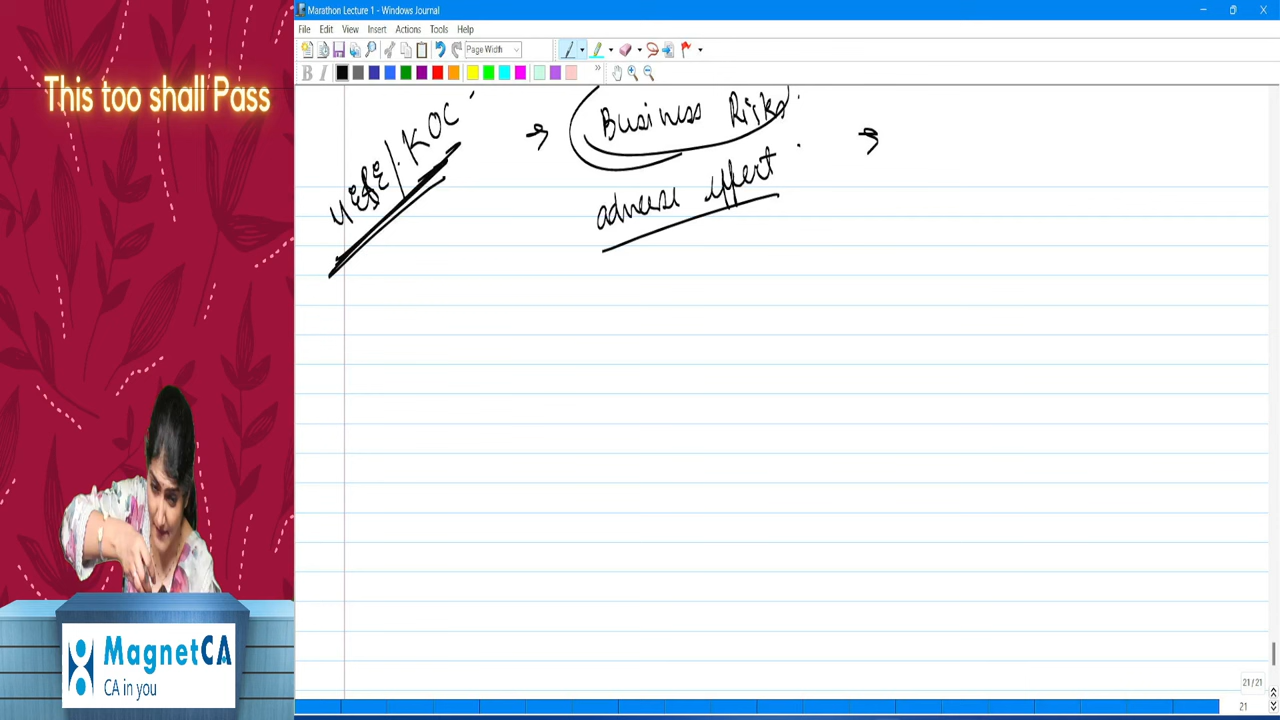 Marathon Lecture 1 - Windows Journal
File Edit View Insert Actions Tools Help
Page Width
B I
This too shall Pass
KOC
→ Business Risks. →
adverse effect.
MagnetCA
CA in you
21 / 21
21